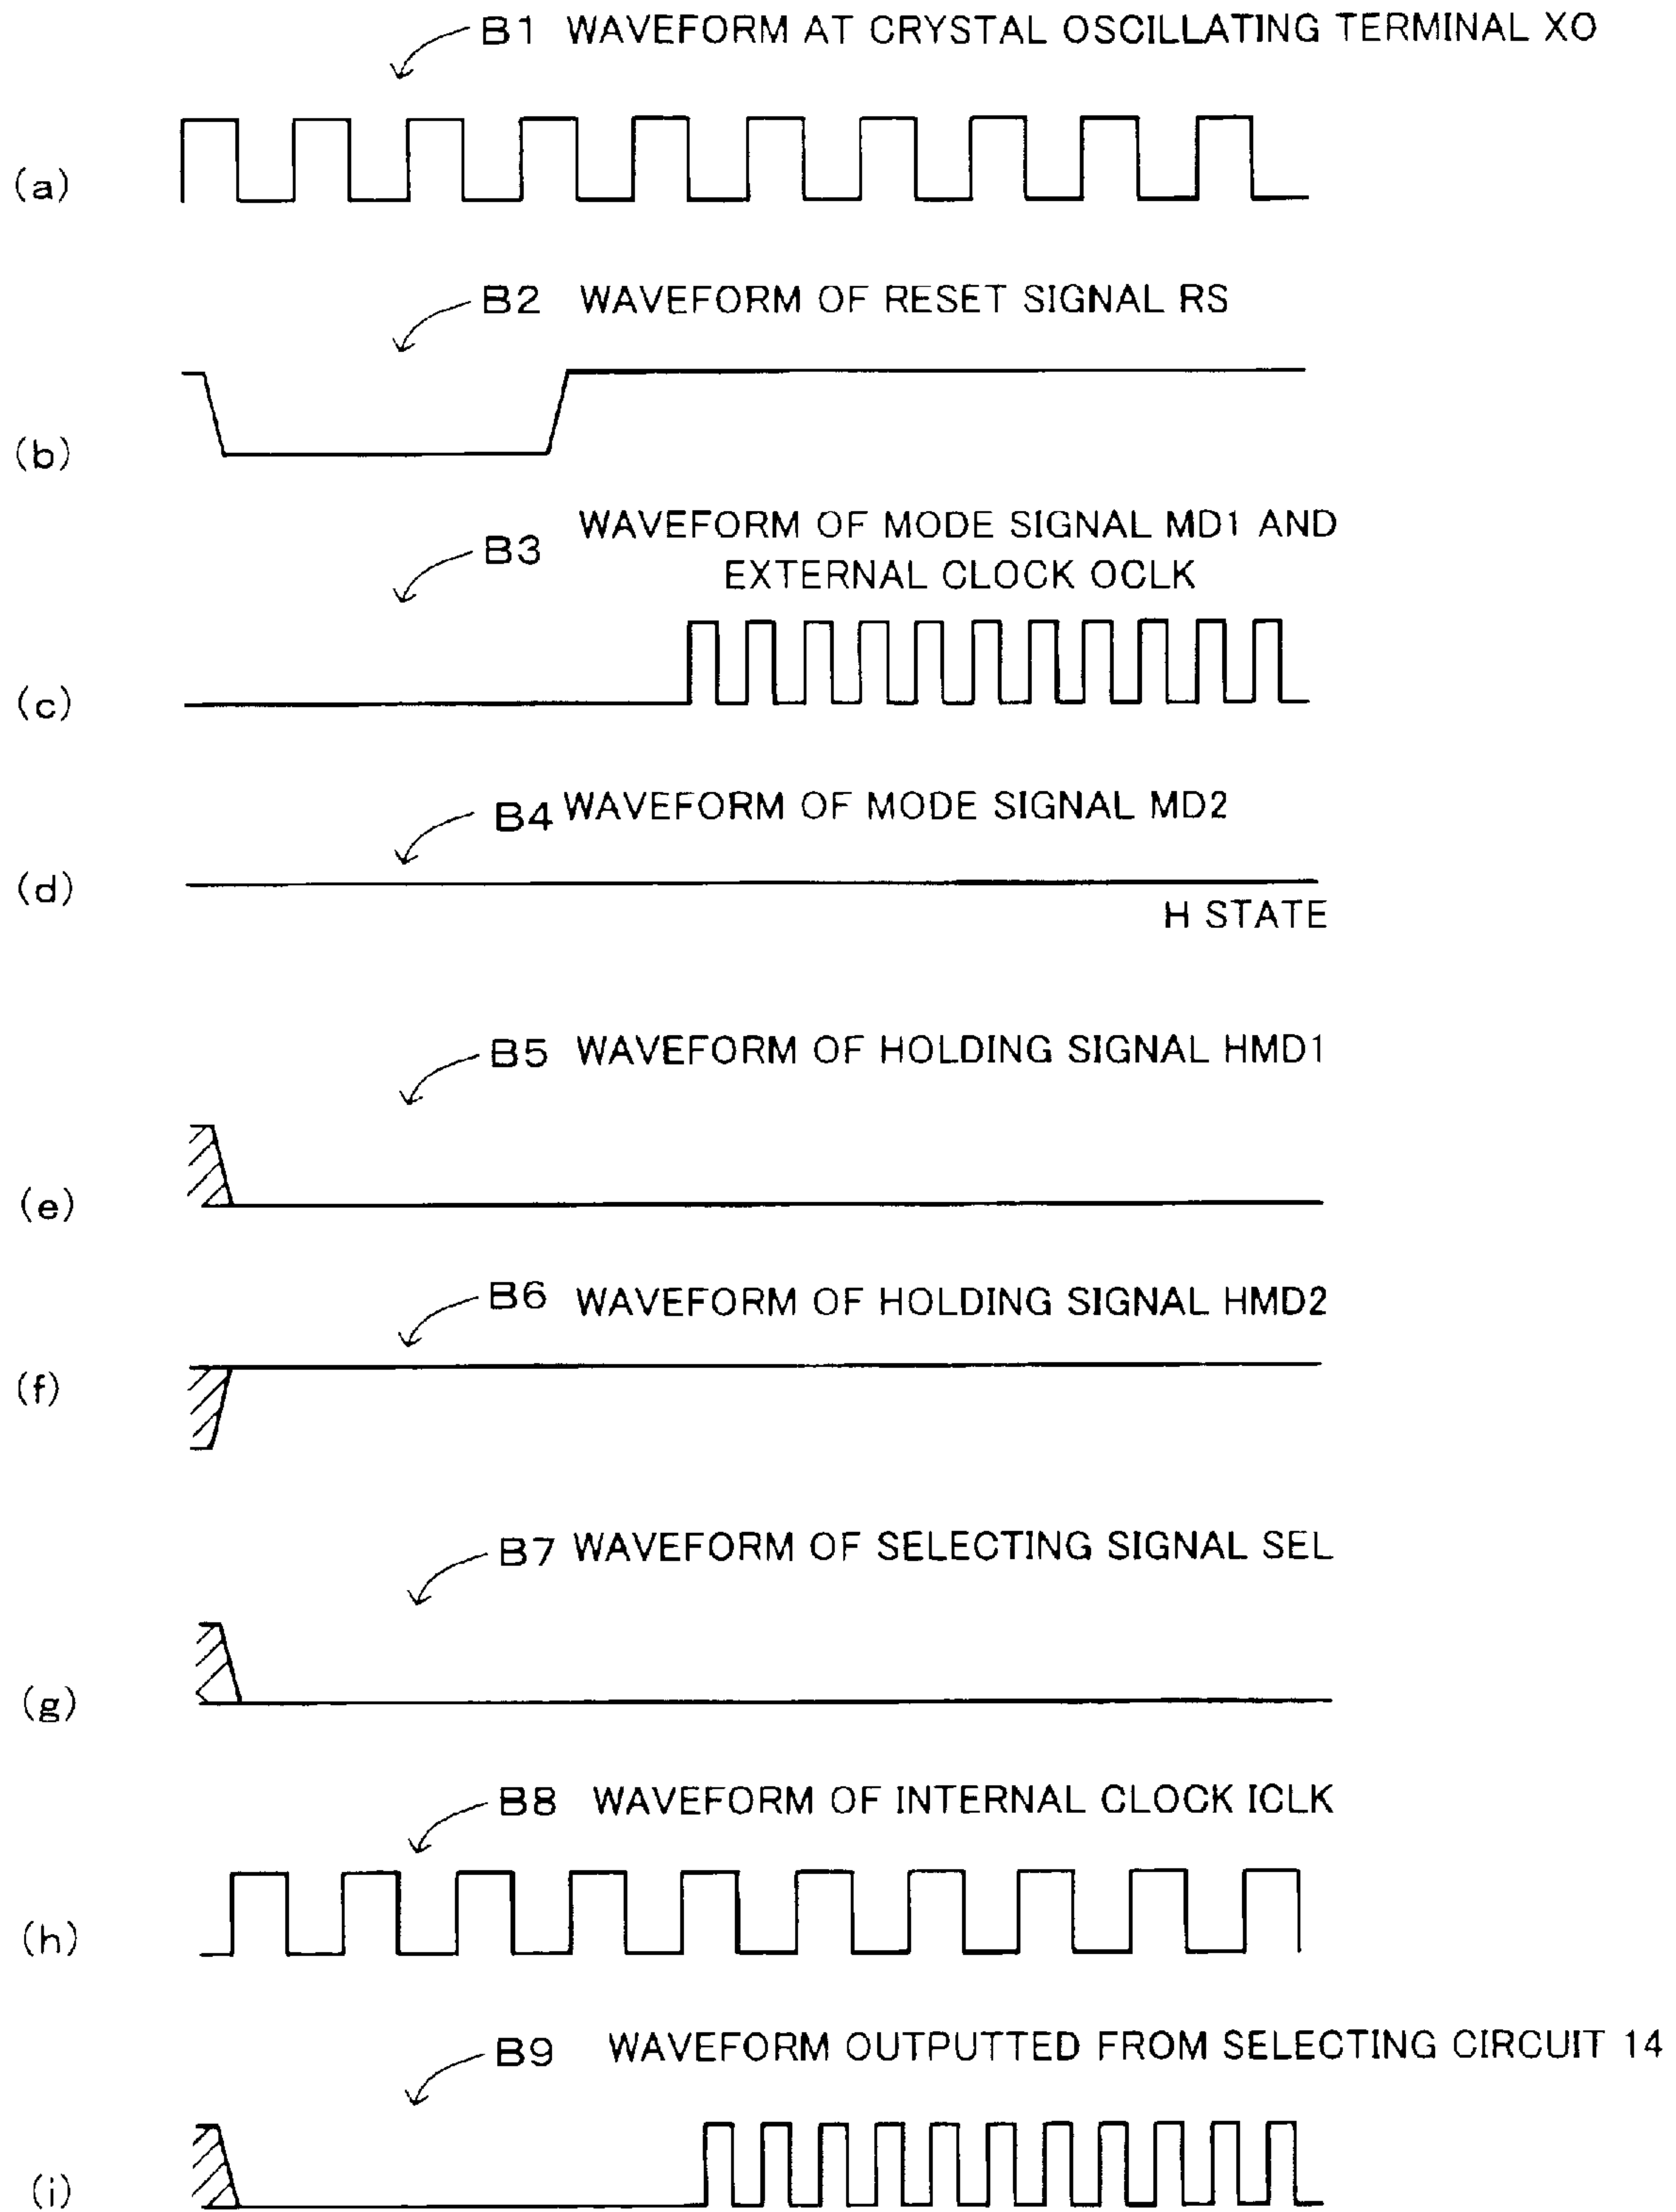 B1 WAVEFORM AT CRYSTAL OSCILLATING TERMINAL XO
(a)
B2 WAVEFORM OF RESET SIGNAL RS
(b)
B3 WAVEFORM OF MODE SIGNAL MD1 AND
EXTERNAL CLOCK OCLK
(c)
B4 WAVEFORM OF MODE SIGNAL MD2
(d)
H STATE
B5 WAVEFORM OF HOLDING SIGNAL HMD1
(e)
B6 WAVEFORM OF HOLDING SIGNAL HMD2
(f)
B7 WAVEFORM OF SELECTING SIGNAL SEL
(g)
B8 WAVEFORM OF INTERNAL CLOCK ICLK
(h)
B9 WAVEFORM OUTPUTTED FROM SELECTING CIRCUIT 14
(i)